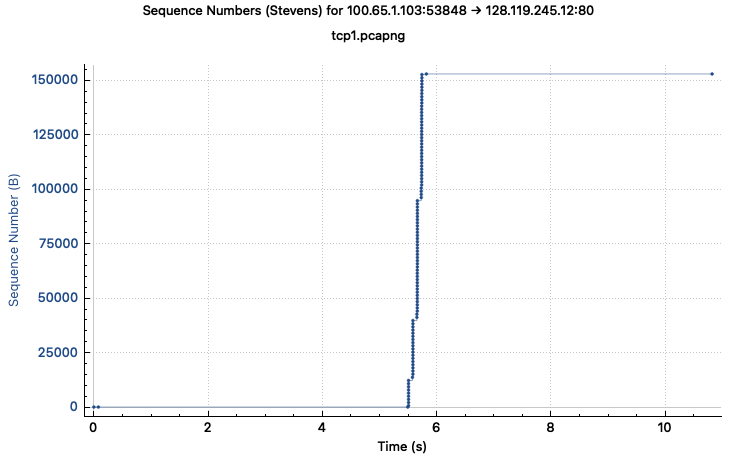 Sequence Numbers (Stevens) for 100.65.1.103:53848 → 128.119.245.12:80
tcp1.pcapng
Sequence Number (B)
150000
125000
100000
75000
50000
25000
0
0 2 4 6 8 10
Time (s)